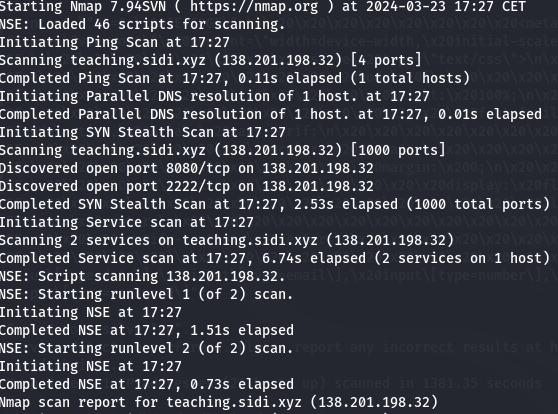 Starting Nmap 7.94SVN ( https://nmap.org ) at 2024-03-23 17:27 CET
NSE: Loaded 46 scripts for scanning.
Initiating Ping Scan at 17:27
Scanning teaching.sidi.xyz (138.201.198.32) [4 ports]
Completed Ping Scan at 17:27, 0.11s elapsed (1 total hosts)
Initiating Parallel DNS resolution of 1 host. at 17:27
Completed Parallel DNS resolution of 1 host. at 17:27, 0.01s elapsed
Initiating SYN Stealth Scan at 17:27
Scanning teaching.sidi.xyz (138.201.198.32) [1000 ports]
Discovered open port 8080/tcp on 138.201.198.32
Discovered open port 2222/tcp on 138.201.198.32
Completed SYN Stealth Scan at 17:27, 2.53s elapsed (1000 total ports)
Initiating Service scan at 17:27
Scanning 2 services on teaching.sidi.xyz (138.201.198.32)
Completed Service scan at 17:27, 6.74s elapsed (2 services on 1 host)
NSE: Script scanning 138.201.198.32.
NSE: Starting runlevel 1 (of 2) scan.
Initiating NSE at 17:27
Completed NSE at 17:27, 1.51s elapsed
NSE: Starting runlevel 2 (of 2) scan.
Initiating NSE at 17:27
Completed NSE at 17:27, 0.73s elapsed
Nmap scan report for teaching.sidi.xyz (138.201.198.32)